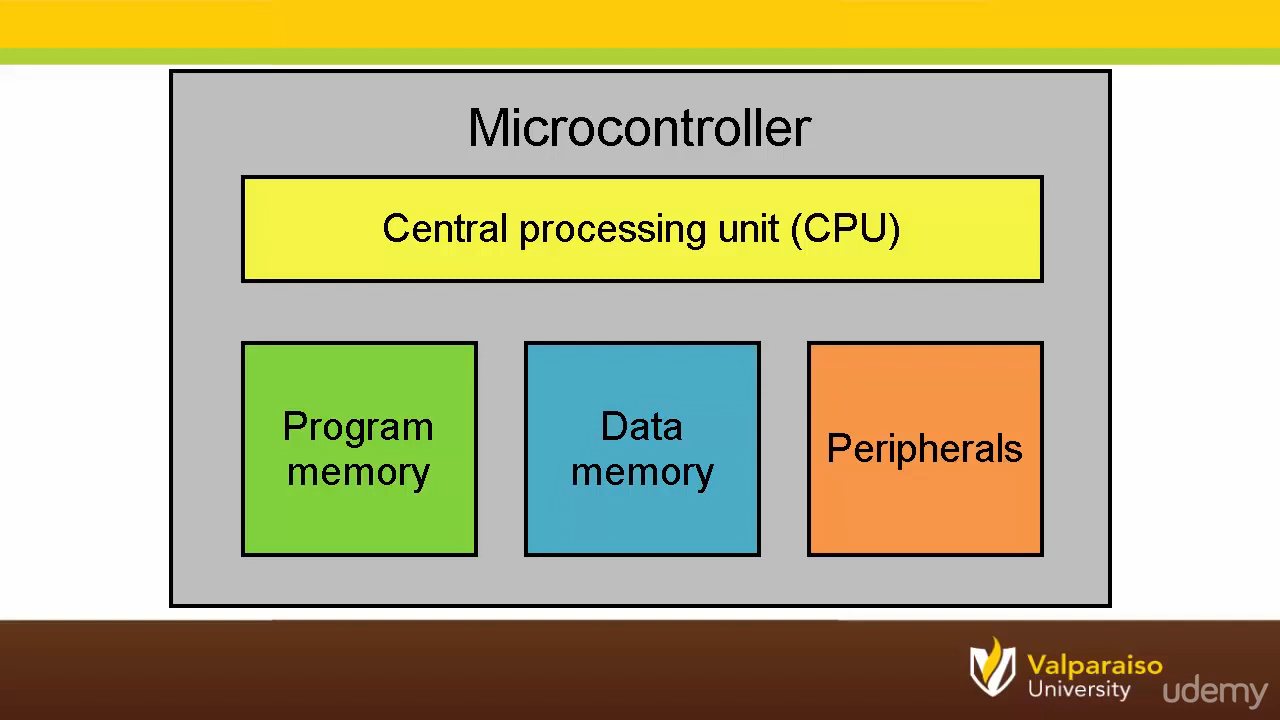 Microcontroller
Central processing unit (CPU)
Program
memory
Data
memory
Peripherals
Valparaiso
University
udemy